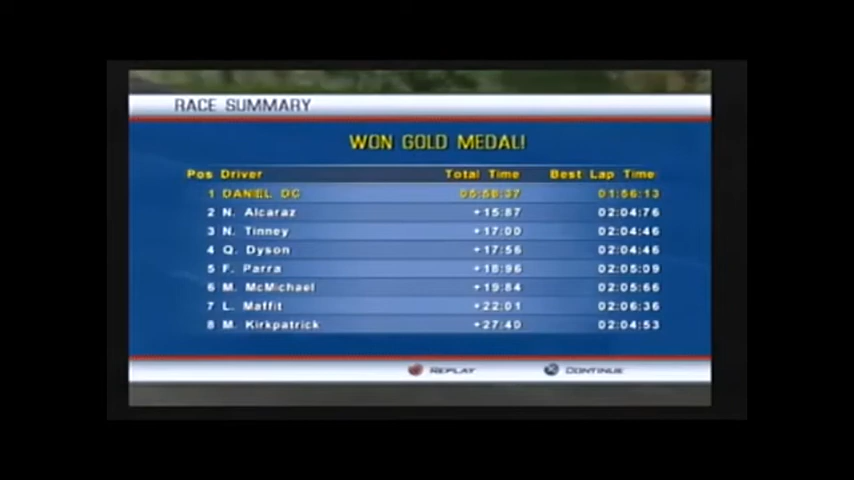 RACE SUMMARY
WON GOLD MEDAL!
Pos Driver Total Time Best Lap Time
1 DANIEL DC 05:58:37 01:56:13
2 N. Alcaraz +15:87 02:04:76
3 N. Tinney +17:00 02:04:46
4 Q. Dyson +17:56 02:04:46
5 F. Parra +18:96 02:05:09
6 M. McMichael +19:84 02:05:66
7 L. Maffit +22:01 02:06:36
8 M. Kirkpatrick +27:40 02:04:53
REPLAY CONTINUE